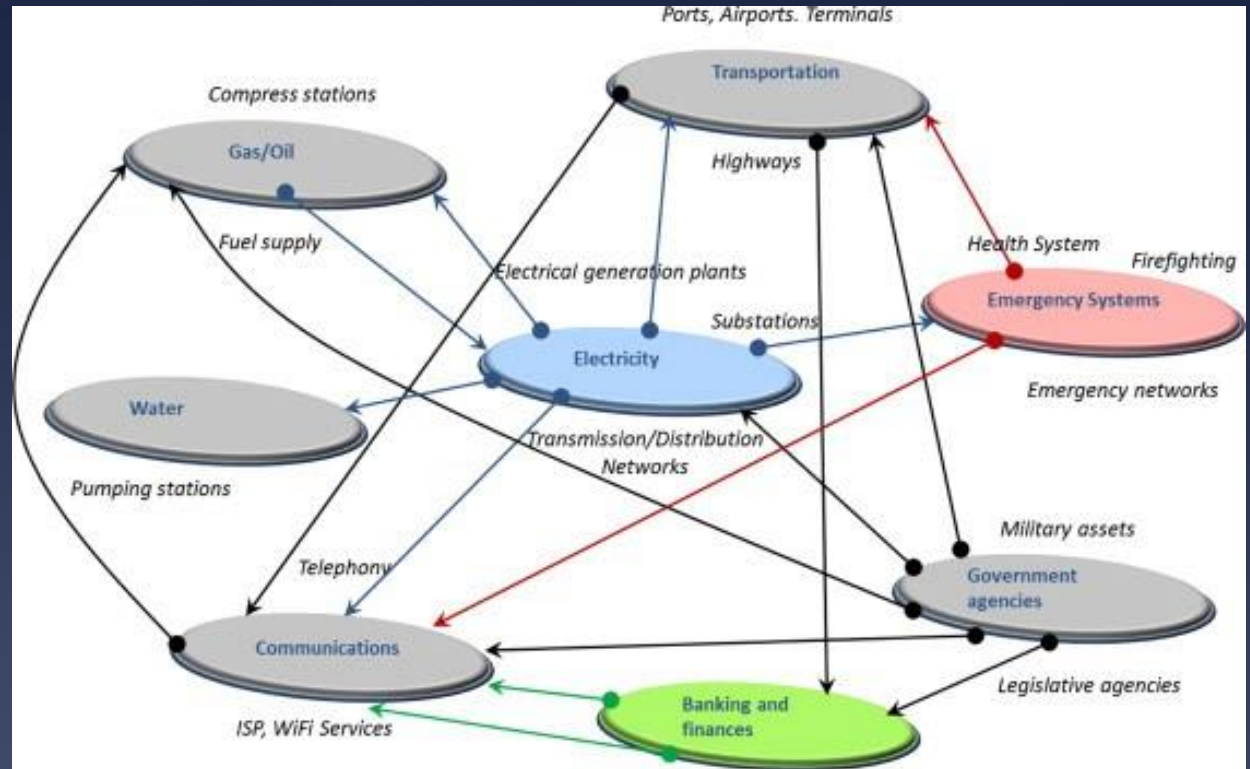 Ports, Airports. Terminals
Transportation
Compress stations
Gas/Oil
Highways
Fuel supply
Health System
Firefighting
Electrical generation plants
Emergency Systems
Substations
Electricity
Emergency networks
Water
Transmission/Distribution
Networks
Pumping stations
Military assets
Telephony
Government
agencies
Communications
Legislative agencies
Banking and
finances
ISP, WiFi Services